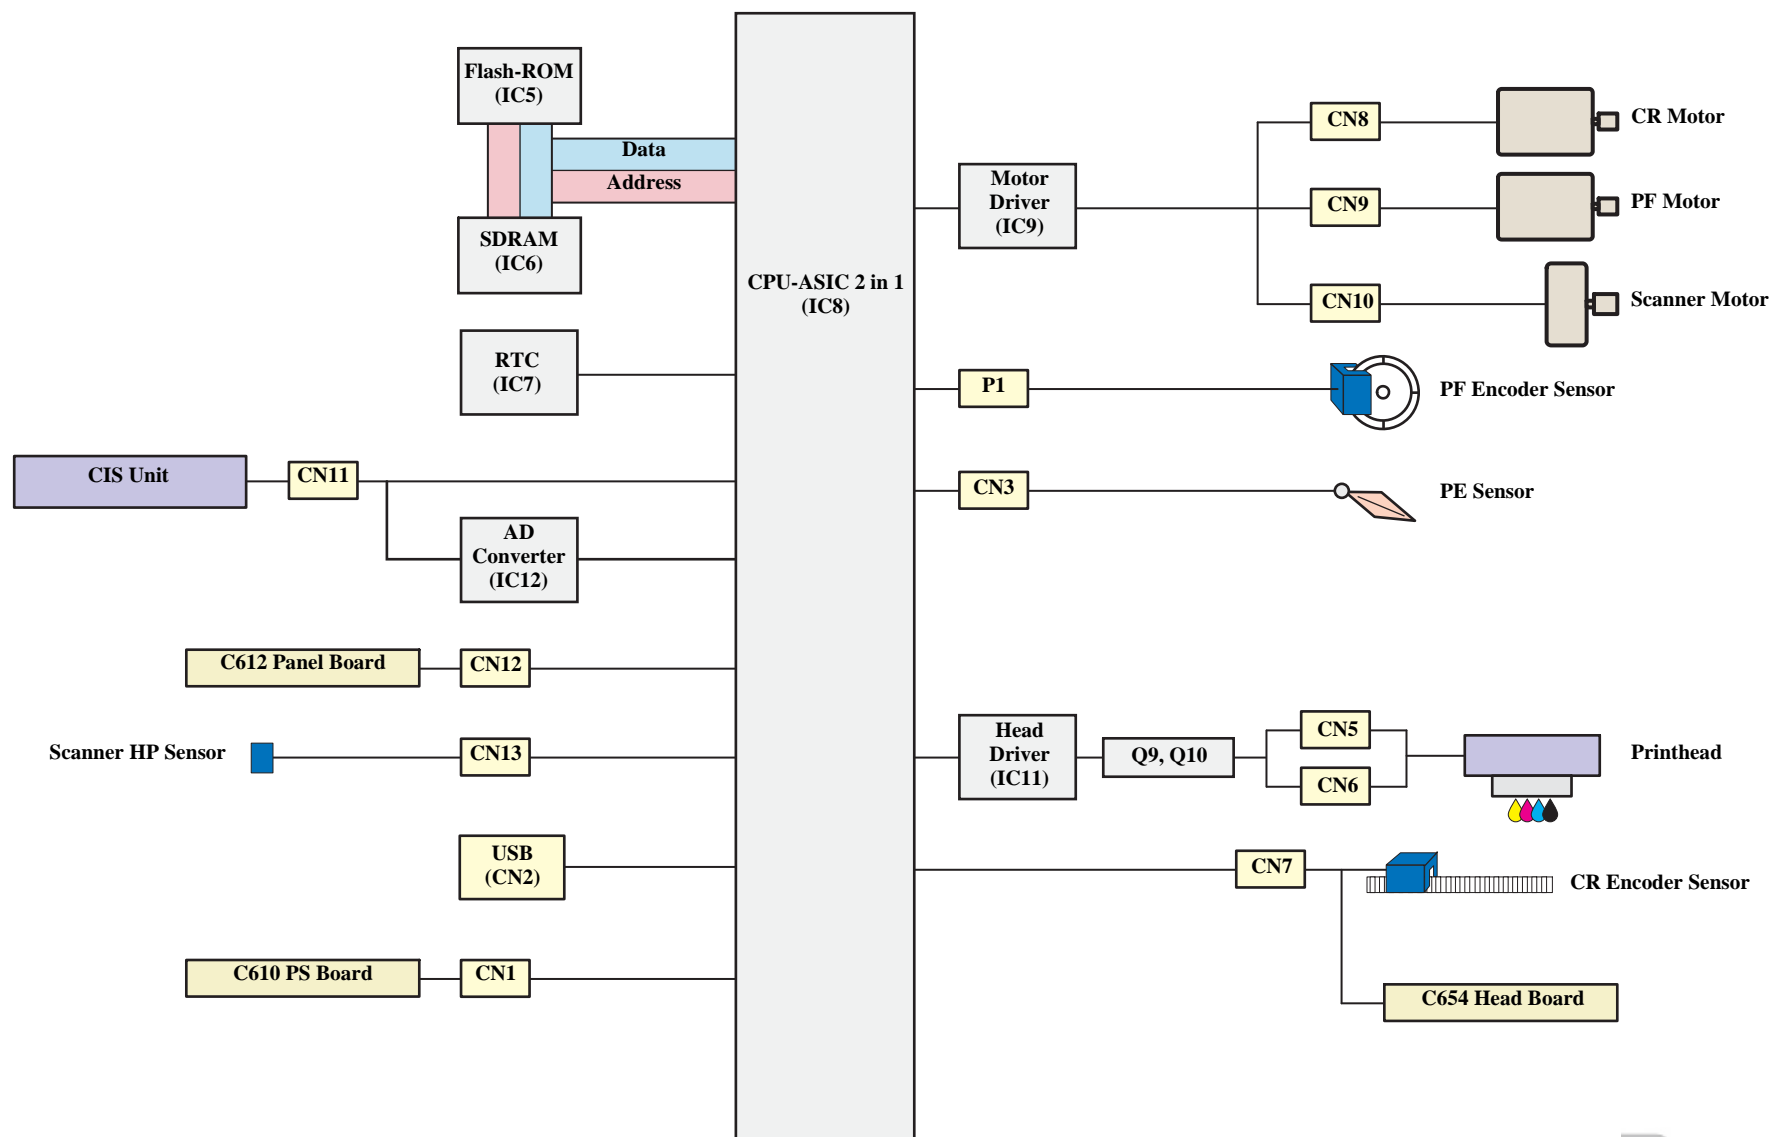 Flash-ROM
(IC5)
Data
Address
SDRAM
(IC6)
RTC
(IC7)
CIS Unit
CN11
AD
Converter
(IC12)
C612 Panel Board
CN12
Scanner HP Sensor
CN13
USB
(CN2)
C610 PS Board
CN1
CPU-ASIC 2 in 1
(IC8)
Motor
Driver
(IC9)
CN8
CR Motor
CN9
PF Motor
CN10
Scanner Motor
P1
PF Encoder Sensor
CN3
PE Sensor
Head
Driver
(IC11)
Q9, Q10
CN5
CN6
Printhead
CN7
CR Encoder Sensor
C654 Head Board